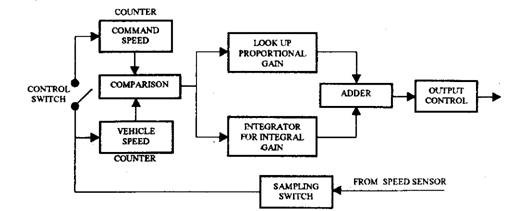 COUNTER
COMMAND
SPEED
LOOK UP
PROPORTIONAL
GAIN
CONTROL
SWITCH
COMPARISON
ADDER
OUTPUT
CONTROL
VEHICLE
SPEED
COUNTER
INTEGRATOR
FOR INTEGRAL
GAIN
SAMPLING
SWITCH
FROM SPEED SENSOR